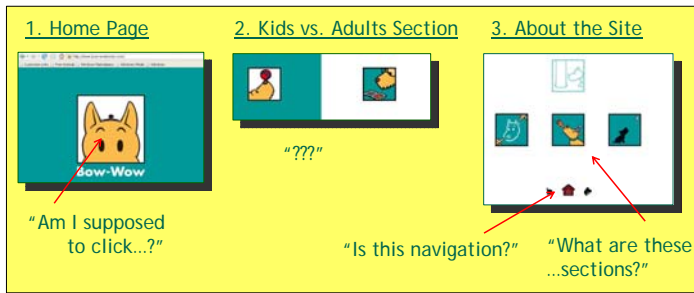 1. Home Page
2. Kids vs. Adults Section
3. About the Site
Bow-Wow
"???"
"Am I supposed
to click...?"
"Is this navigation?"
"What are these
...sections?"